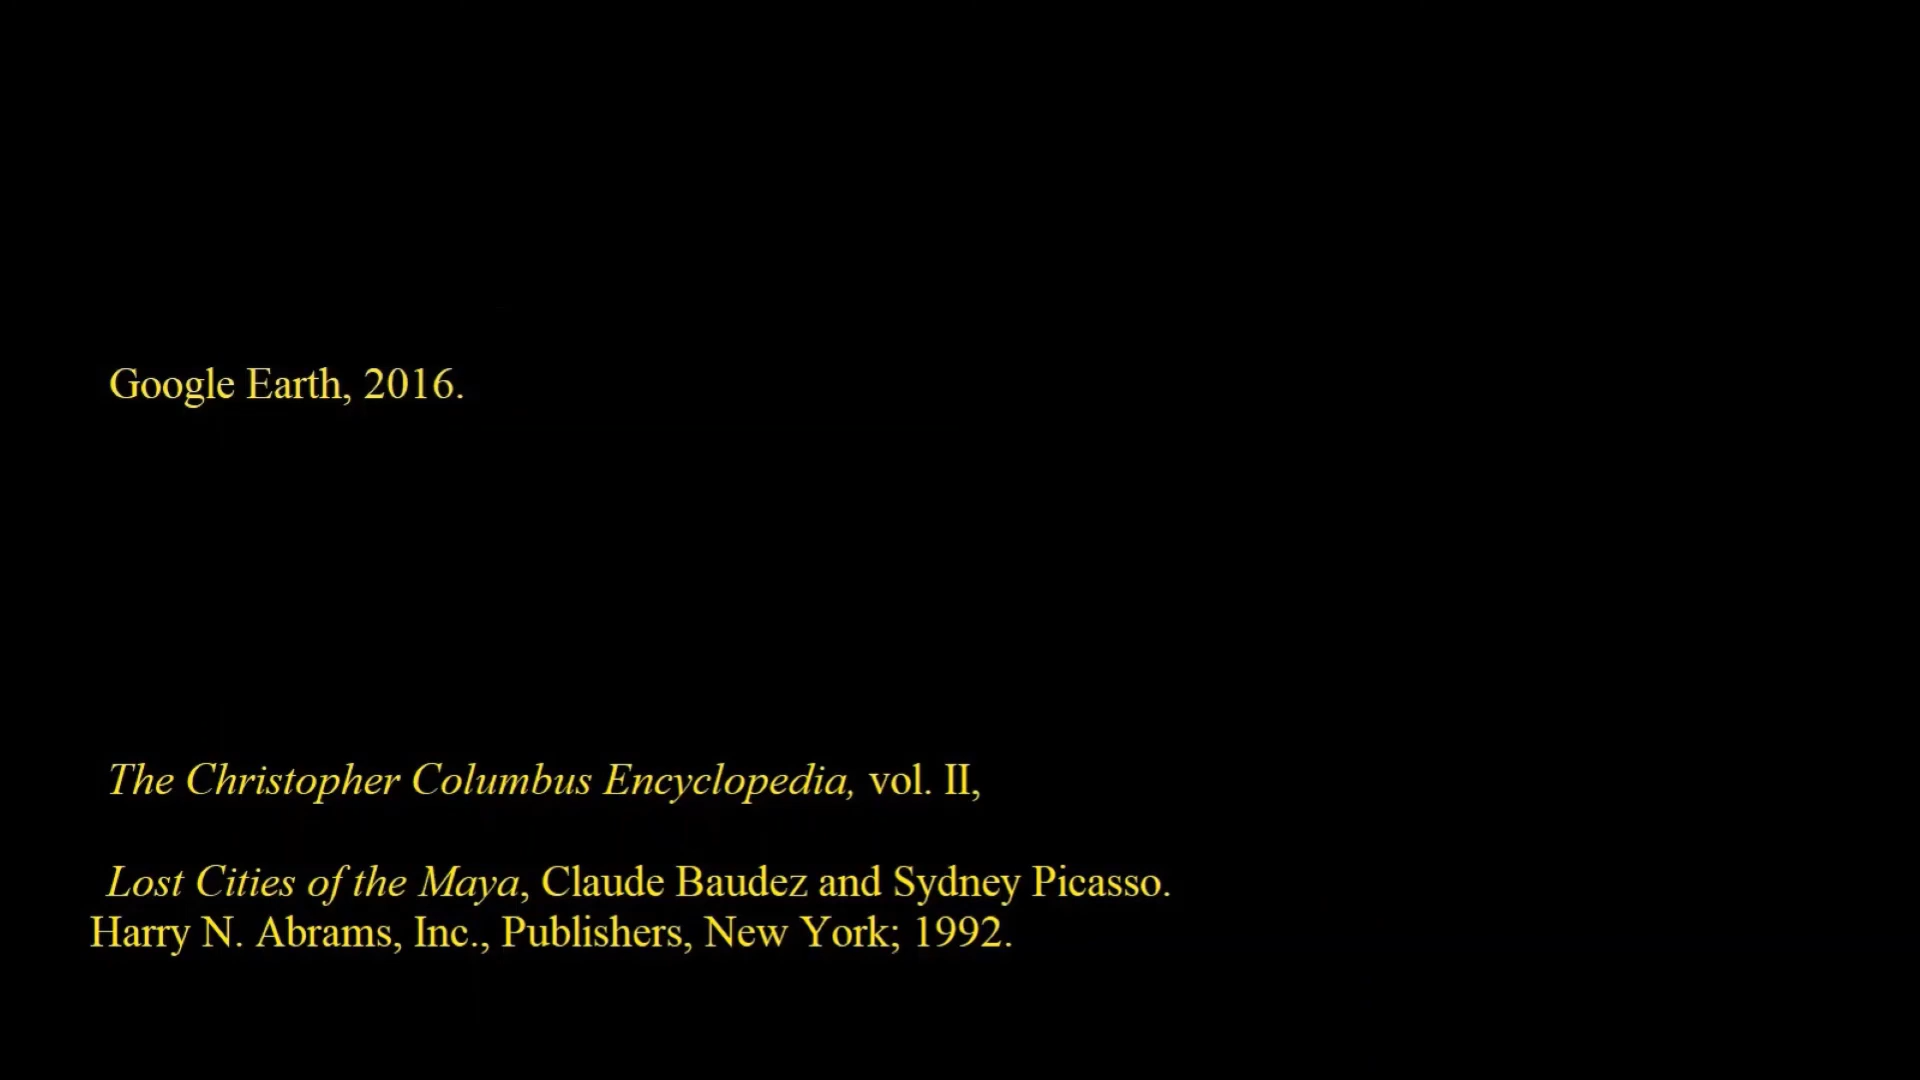 Google Earth, 2016.
The Christopher Columbus Encyclopedia, vol. II,
Lost Cities of the Maya, Claude Baudez and Sydney Picasso.
Harry N. Abrams, Inc., Publishers, New York; 1992.